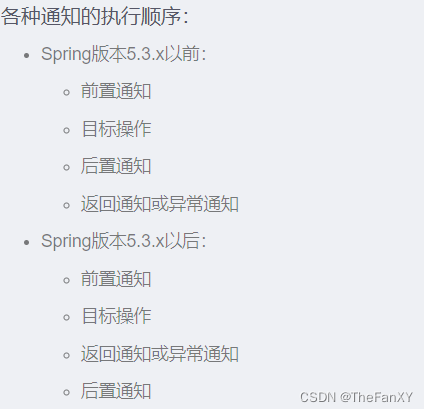 各种通知的执行顺序：
Spring版本5.3.x以前：
前置通知
目标操作
后置通知
返回通知或异常通知
Spring版本5.3.x以后：
前置通知
目标操作
返回通知或异常通知
后置通知
CSDN @TheFanXY